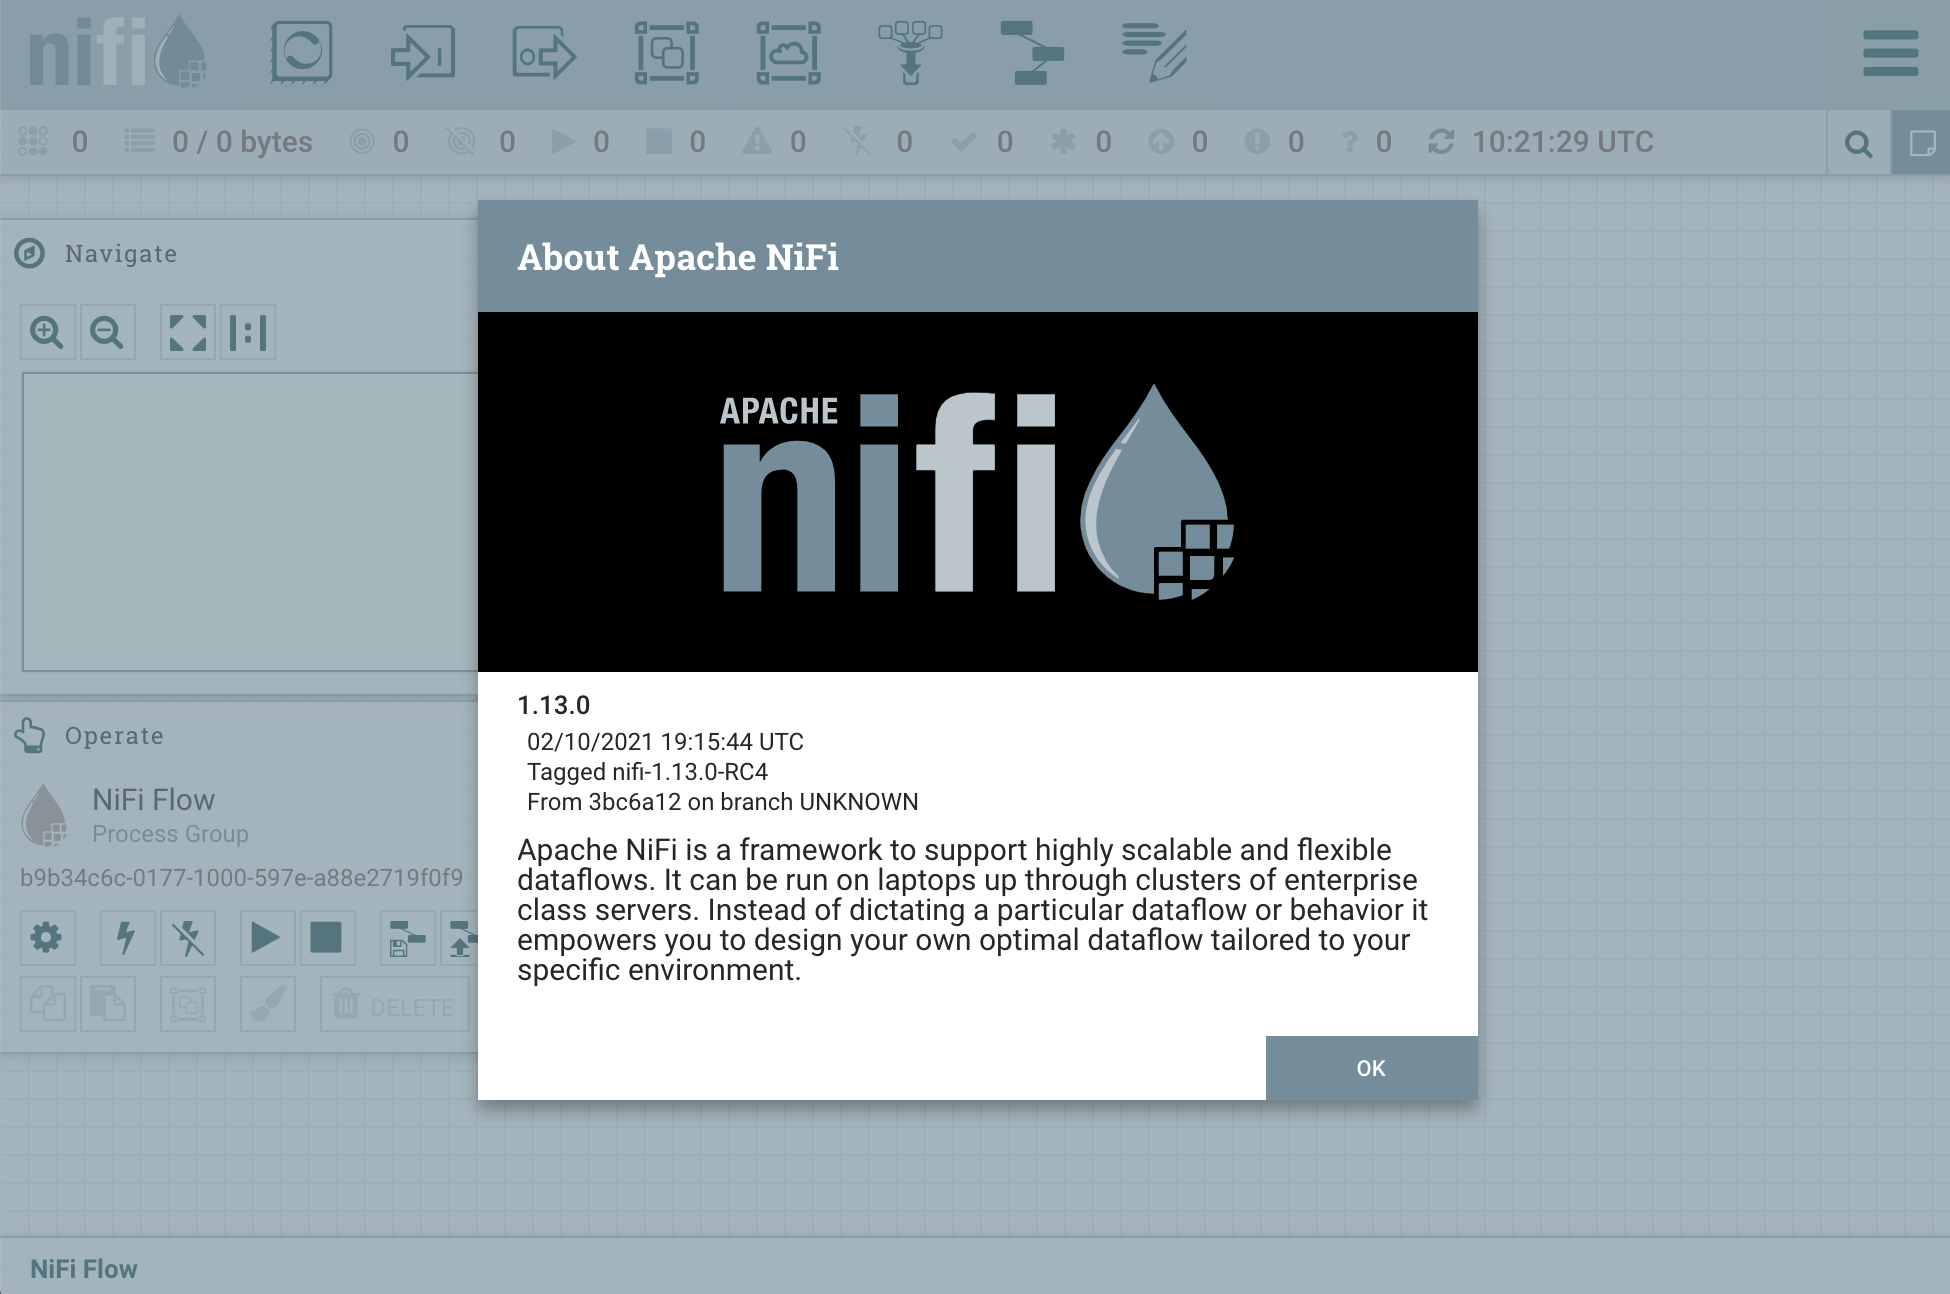 nifi
0 0 / 0 bytes 0 0 0 0 0 0 0 0 0 0 ? 0 10:21:29 UTC
Navigate
About Apache NiFi
APACHE
nifi
1.13.0
02/10/2021 19:15:44 UTC
Tagged nifi-1.13.0-RC4
From 3bc6a12 on branch UNKNOWN
Apache NiFi is a framework to support highly scalable and flexible
dataflows. It can be run on laptops up through clusters of enterprise
class servers. Instead of dictating a particular dataflow or behavior it
empowers you to design your own optimal dataflow tailored to your
specific environment.
OK
Operate
NiFi Flow
Process Group
b9b34c6c-0177-1000-597e-a88e2719f0f9
DELETE
NiFi Flow